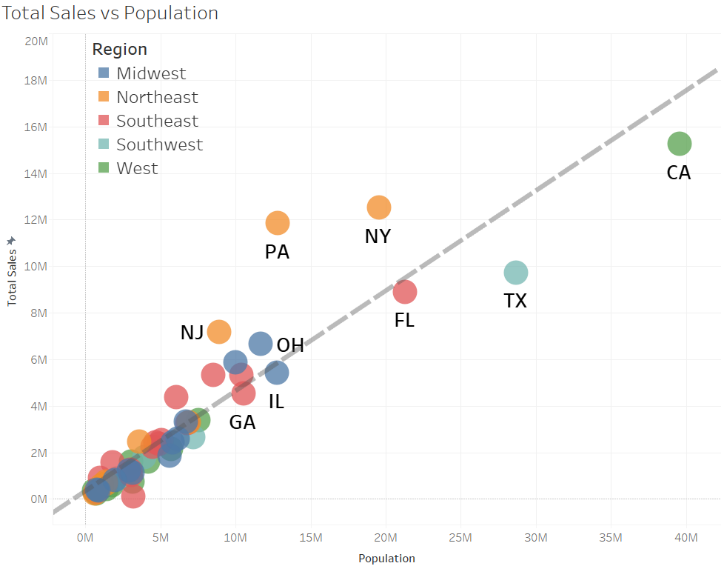 Total Sales vs Population
20M
Region
18M
Midwest
Northeast
16M
Southeast
Southwest
14M
West
CA
12M
PA
NY
10M
TX
Total Sales
8M
FL
NJ
OH
6M
IL
4M
GA
2M
0M
0M 5M 10M 15M 20M 25M 30M 35M 40M
Population